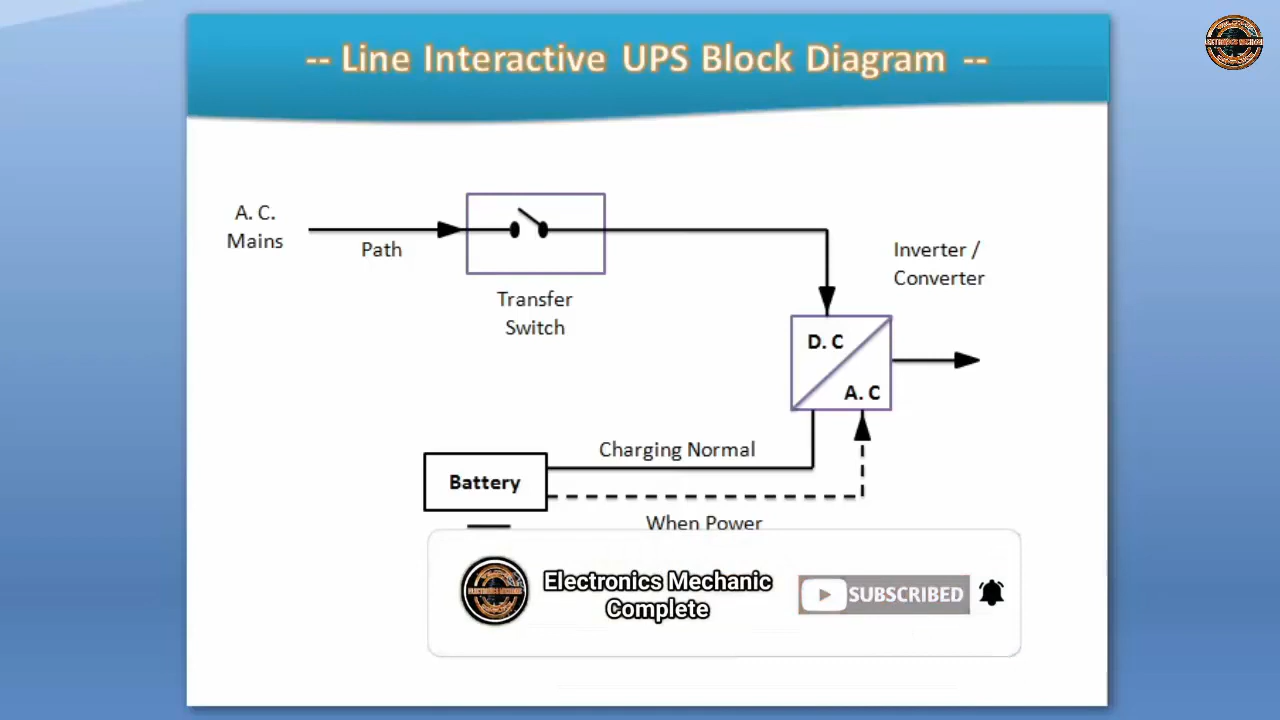 -- Line Interactive UPS Block Diagram --
A. C.
Mains
Path
Transfer
Switch
Inverter /
Converter
D. C
A. C
Charging Normal
Battery
When Power
Electronics Mechanic
Complete
SUBSCRIBED